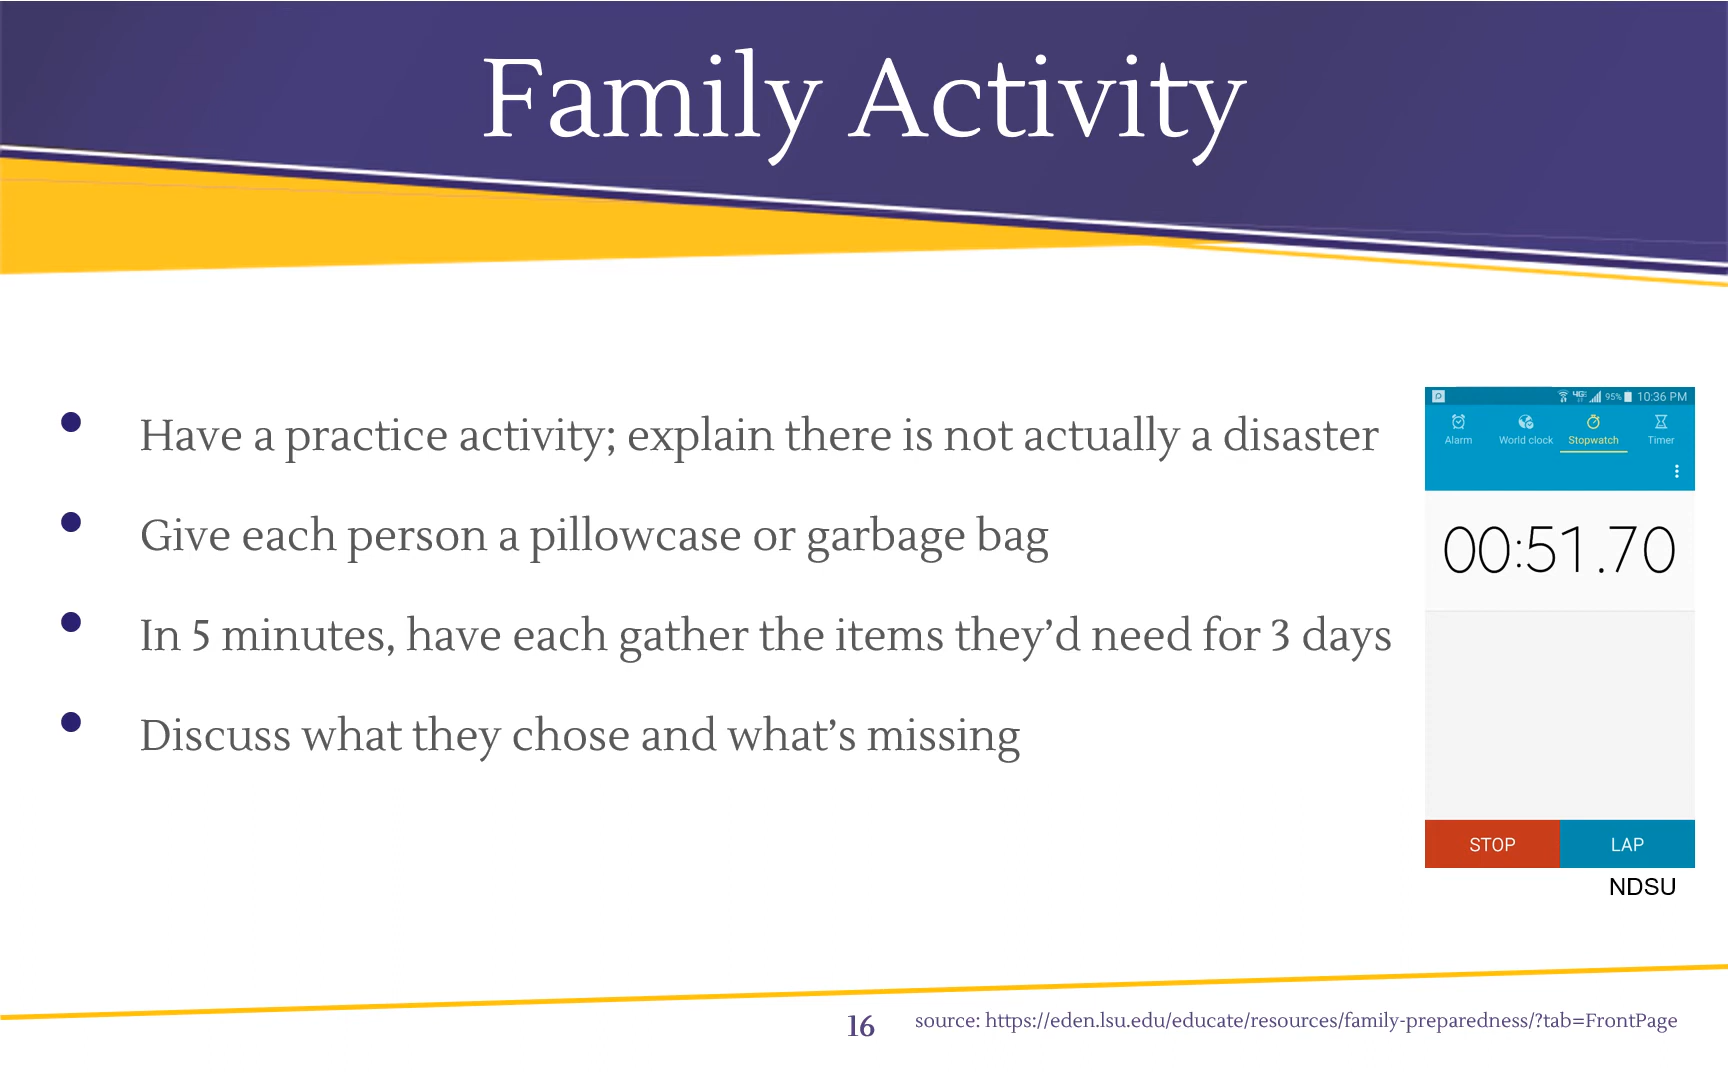 Family Activity
Have a practice activity; explain there is not actually a disaster
Give each person a pillowcase or garbage bag
In 5 minutes, have each gather the items they’d need for 3 days
Discuss what they chose and what’s missing
95% 10:36 PM
Alarm World clock Stopwatch Timer
00:51.70
STOP LAP
NDSU
16 source: https://eden.lsu.edu/educate/resources/family-preparedness/?tab=FrontPage